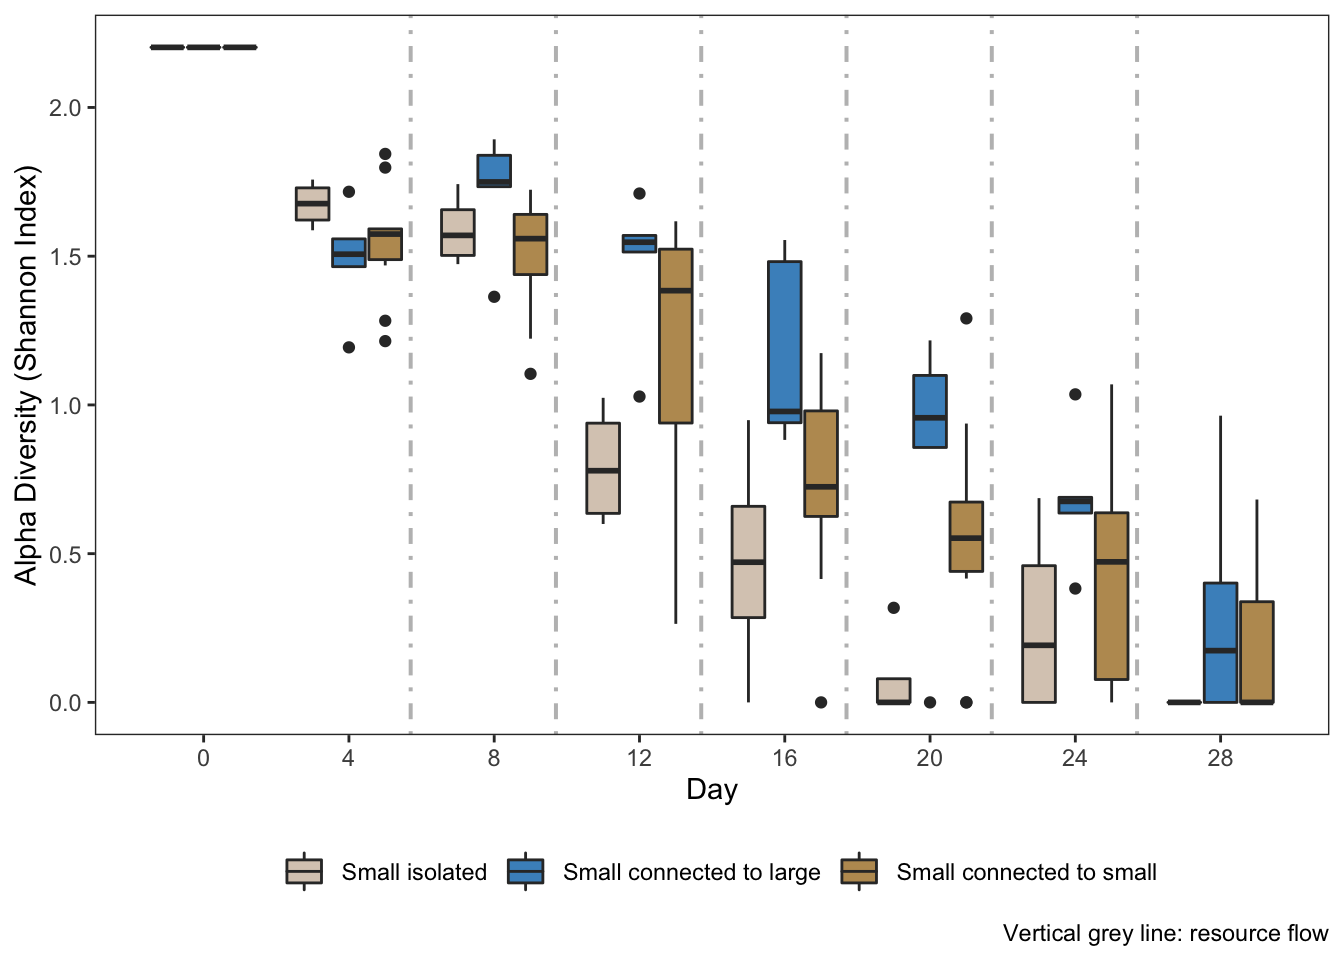 Alpha Diversity (Shannon Index)
2.0
1.5
1.0
0.5
0.0
0 4 8 12 16 20 24 28
Day
Small isolated Small connected to large Small connected to small
Vertical grey line: resource flow